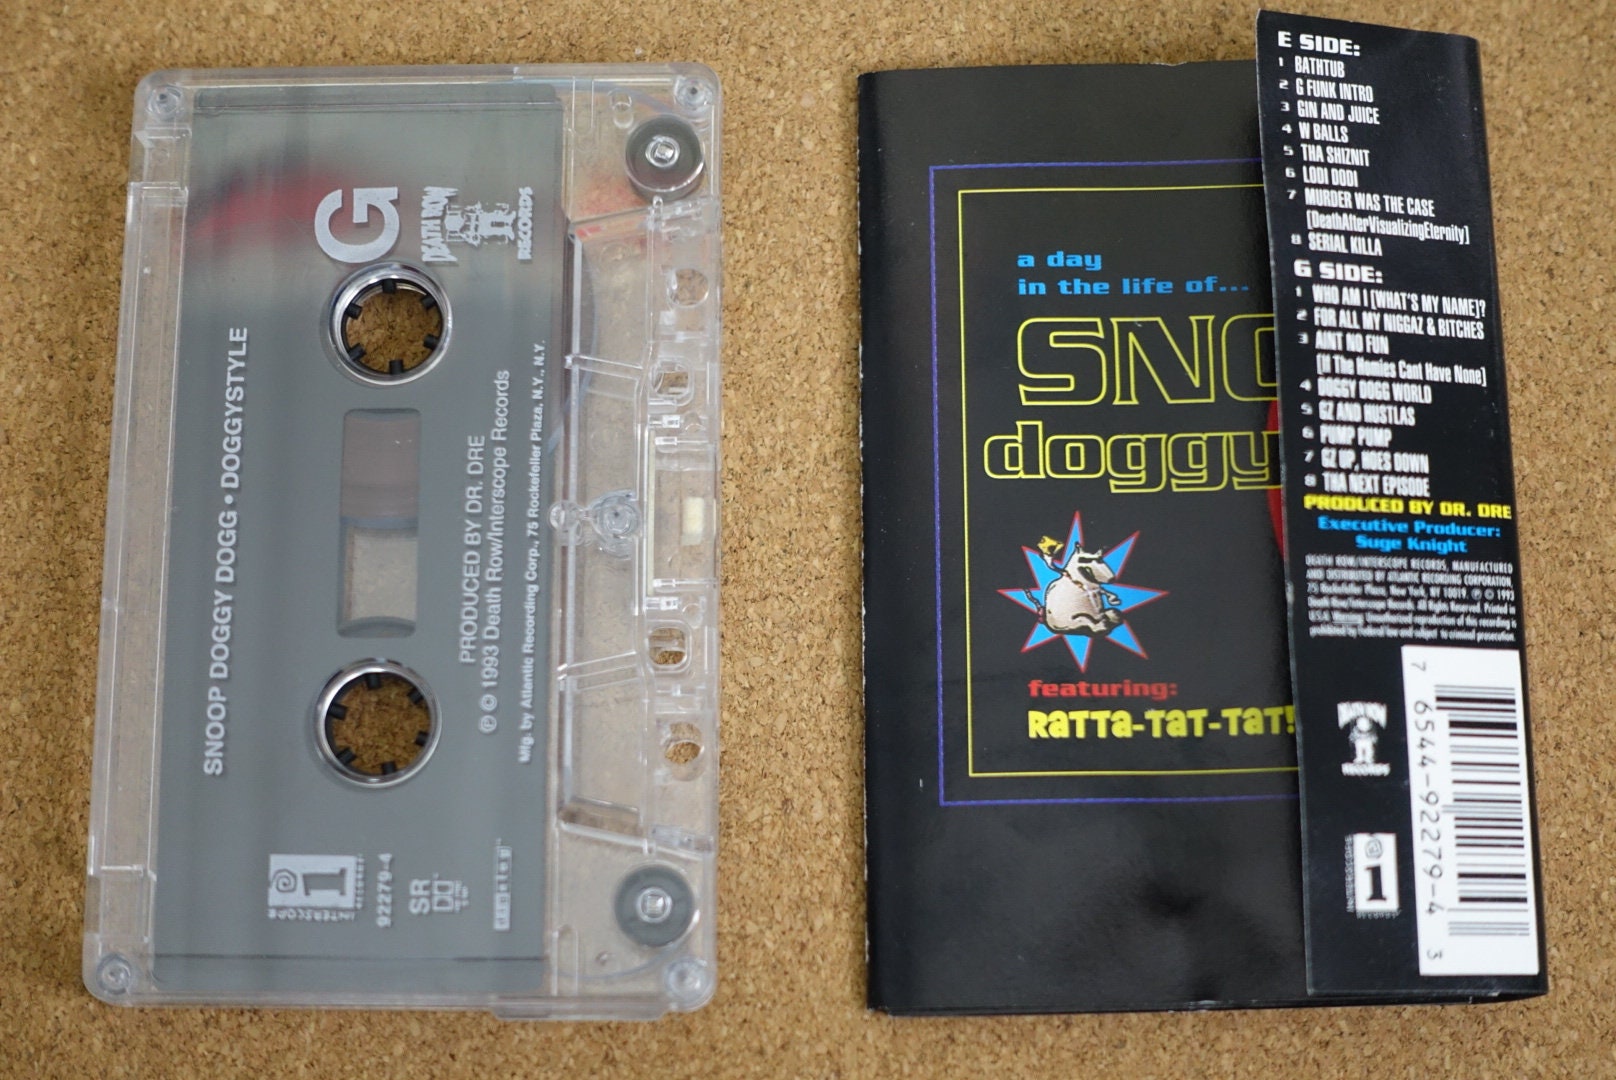 G
DEATH ROW
RECORDS
SNOOP DOGGY DOGG • DOGGYSTYLE
PRODUCED BY DR. DRE
℗ © 1993 Death Row/Interscope Records
Mfg. by Atlantic Recording Corp., 75 Rockefeller Plaza, N.Y., N.Y.
1
INTERSCOPE
RECORDS
92279-4
SR
a day
in the life of...
SNO
doggy
featuring:
Ratta-tat-tat!
E SIDE:
1 BATHTUB
2 G FUNK INTRO
3 GIN AND JUICE
4 W BALLS
5 THA SHIZNIT
6 LODI DODI
7 MURDER WAS THE CASE
[DeathAfterVisualizingEternity]
8 SERIAL KILLA
G SIDE:
1 WHO AM I [WHAT'S MY NAME]?
2 FOR ALL MY NIGGAZ & BITCHES
3 AINT NO FUN
[If The Homies Cant Have None]
4 DOGGY DOGG WORLD
5 GZ AND HUSTLAS
6 PUMP PUMP
7 GZ UP, HOES DOWN
8 THA NEXT EPISODE
PRODUCED BY DR. DRE
Executive Producer:
Suge Knight
DEATH ROW/INTERSCOPE RECORDS, MANUFACTURED
AND DISTRIBUTED BY ATLANTIC RECORDING CORPORATION,
75 Rockefeller Plaza, New York, NY 10019. ℗ © 1993
Death Row/Interscope Records. All Rights Reserved. Printed in
U.S.A. Warning: Unauthorized reproduction of this recording is
prohibited by Federal law and subject to criminal prosecution.
DEATH ROW
RECORDS
INTERSCOPE
1
7 6544-92279-4 3